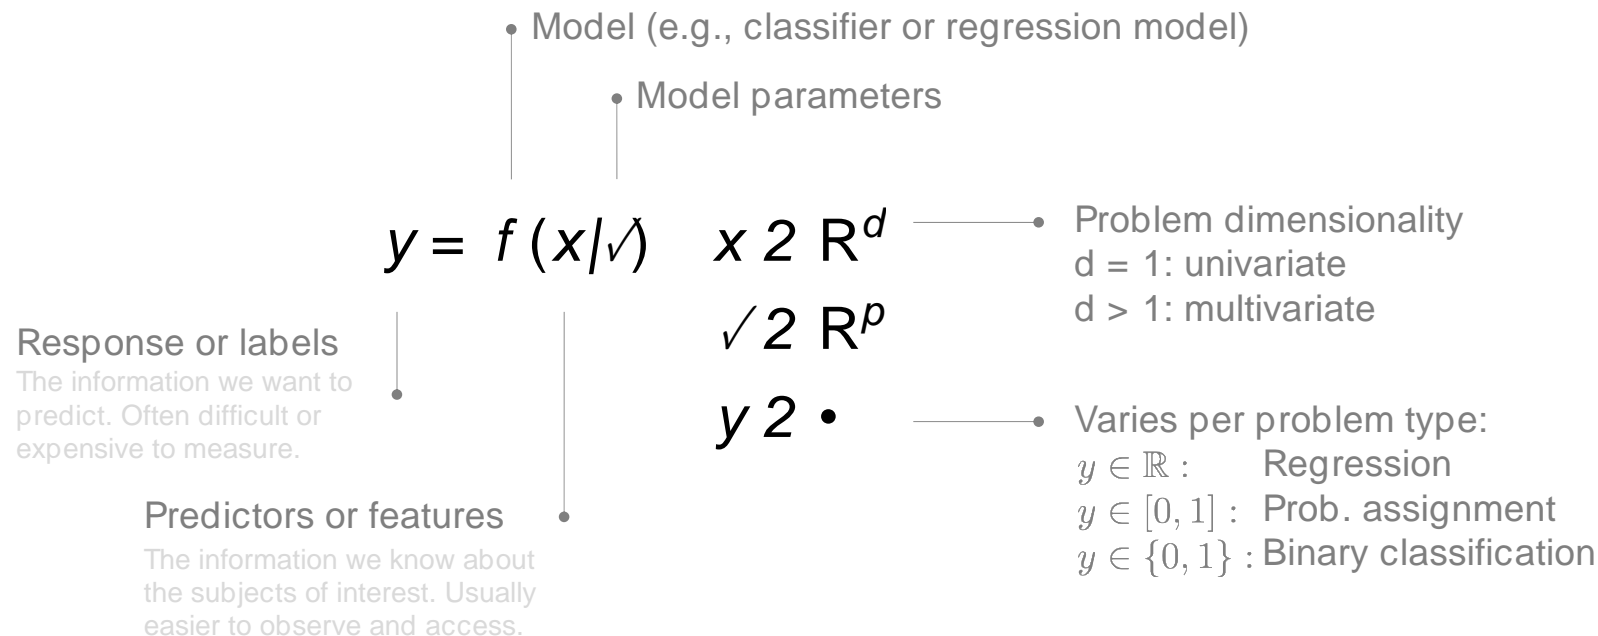 Model (e.g., classifier or regression model)
Model parameters
y = f (x|√)
x 2 R^d
√ 2 R^p
y 2 •
Problem dimensionality
d = 1: univariate
d > 1: multivariate
Response or labels
The information we want to
predict. Often difficult or
expensive to measure.
Predictors or features
The information we know about
the subjects of interest. Usually
easier to observe and access.
Varies per problem type:
y ∈ ℝ : Regression
y ∈ [0, 1] : Prob. assignment
y ∈ {0, 1} : Binary classification